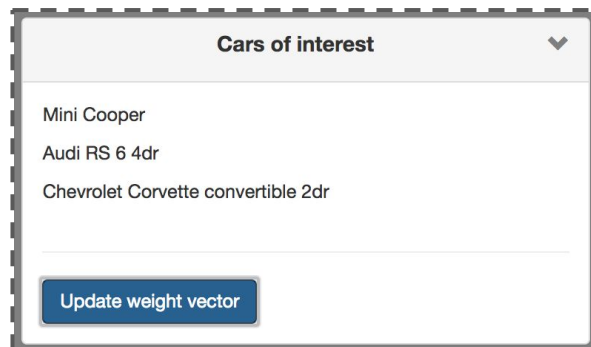 Cars of interest
Mini Cooper
Audi RS 6 4dr
Chevrolet Corvette convertible 2dr
Update weight vector